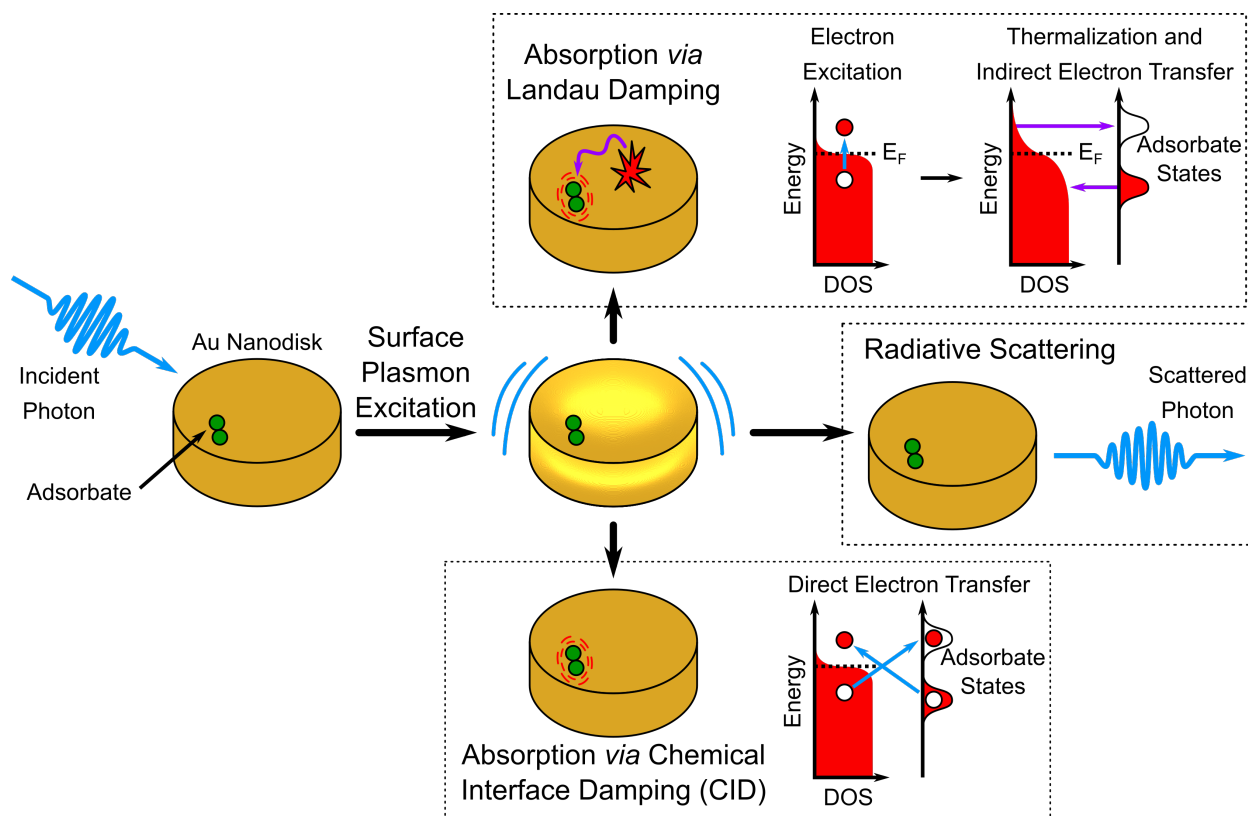 Absorption via
Landau Damping
Electron
Excitation
Energy
E_F
DOS
Thermalization and
Indirect Electron Transfer
Energy
E_F
Adsorbate
States
DOS
Incident
Photon
Au Nanodisk
Adsorbate
Surface
Plasmon
Excitation
Radiative Scattering
Scattered
Photon
Absorption via Chemical
Interface Damping (CID)
Direct Electron Transfer
Energy
Adsorbate
States
DOS